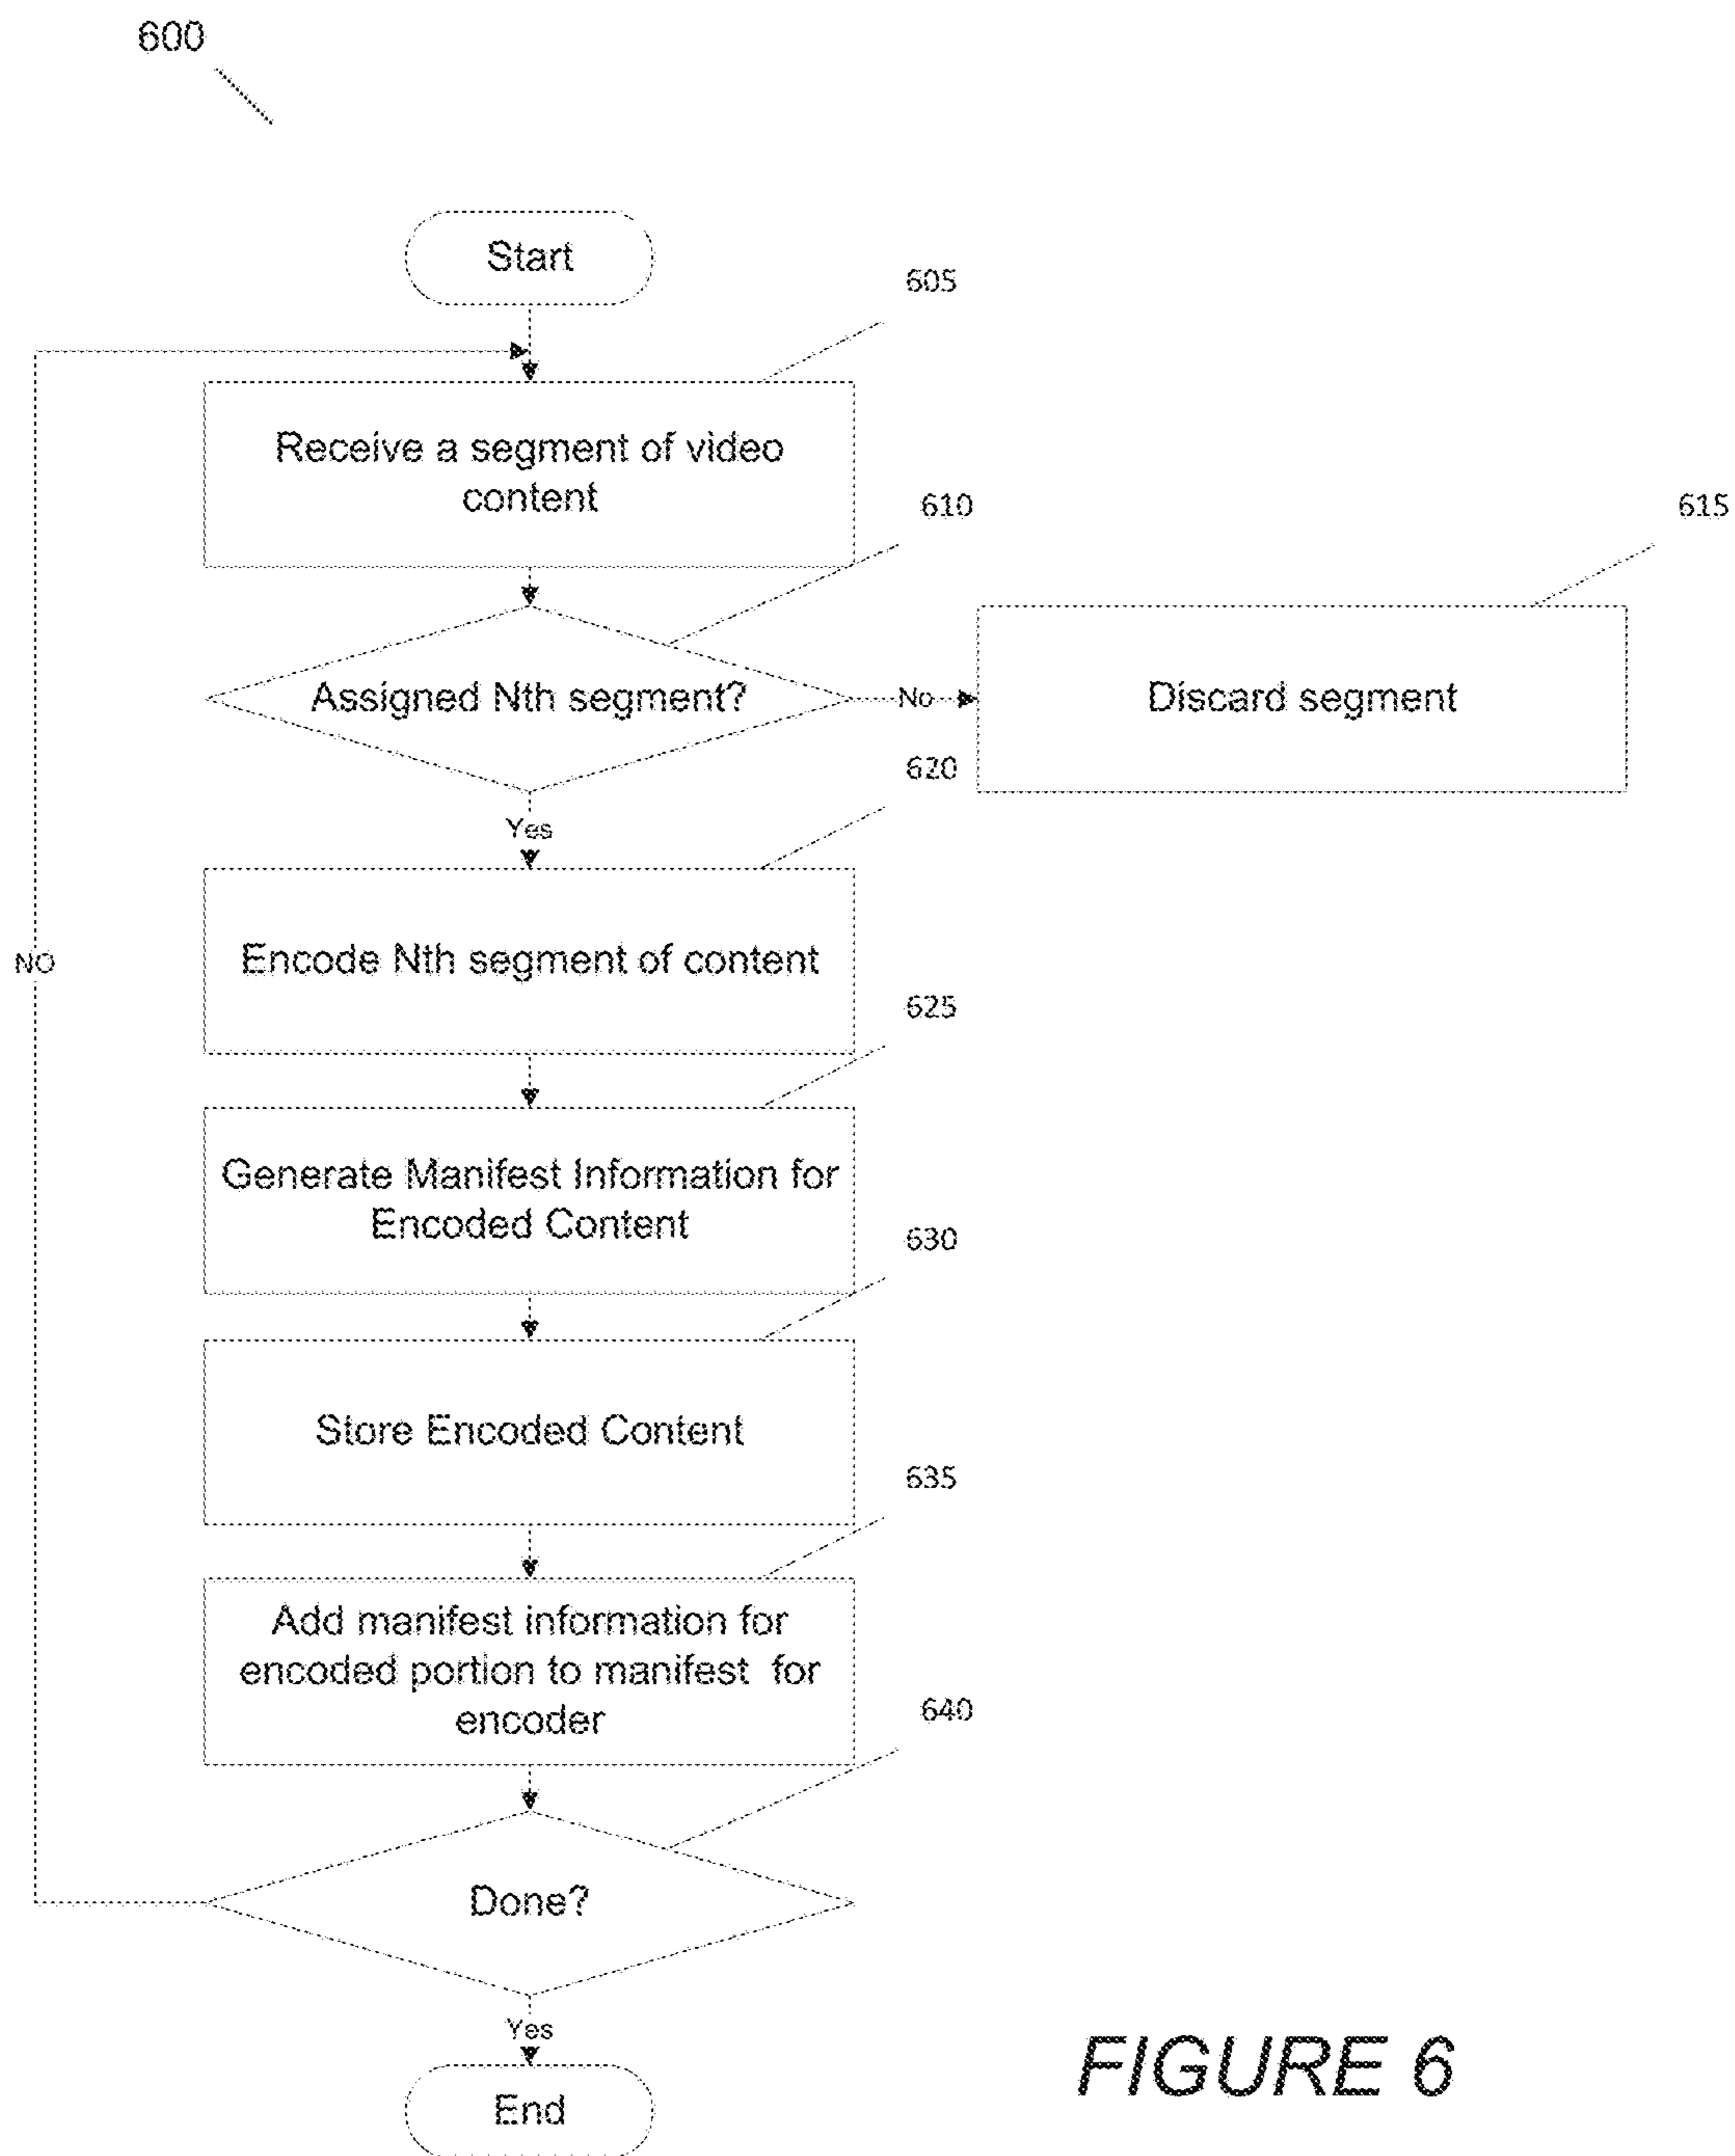 600
Start
605
Receive a segment of video
content
610
615
Assigned Nth segment?
No
Discard segment
620
Yes
Encode Nth segment of content
NO
625
Generate Manifest Information for
Encoded Content
630
Store Encoded Content
635
Add manifest information for
encoded portion to manifest for
encoder
640
Done?
Yes
End
FIGURE 6